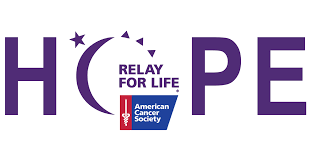 HOPE
RELAY
FOR LIFE®
American
Cancer
Society